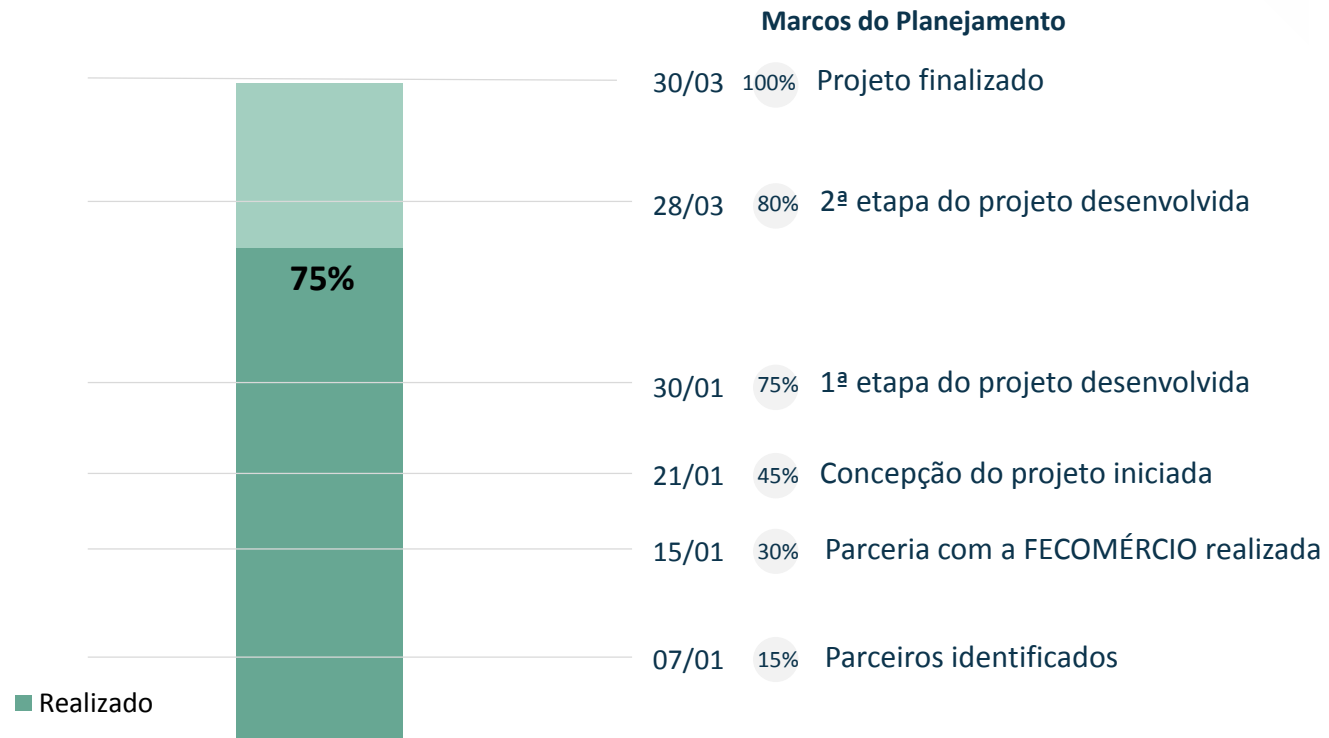 Marcos do Planejamento
30/03 100% Projeto finalizado
28/03 80% 2ª etapa do projeto desenvolvida
75%
30/01 75% 1ª etapa do projeto desenvolvida
21/01 45% Concepção do projeto iniciada
15/01 30% Parceria com a FECOMÉRCIO realizada
07/01 15% Parceiros identificados
Realizado